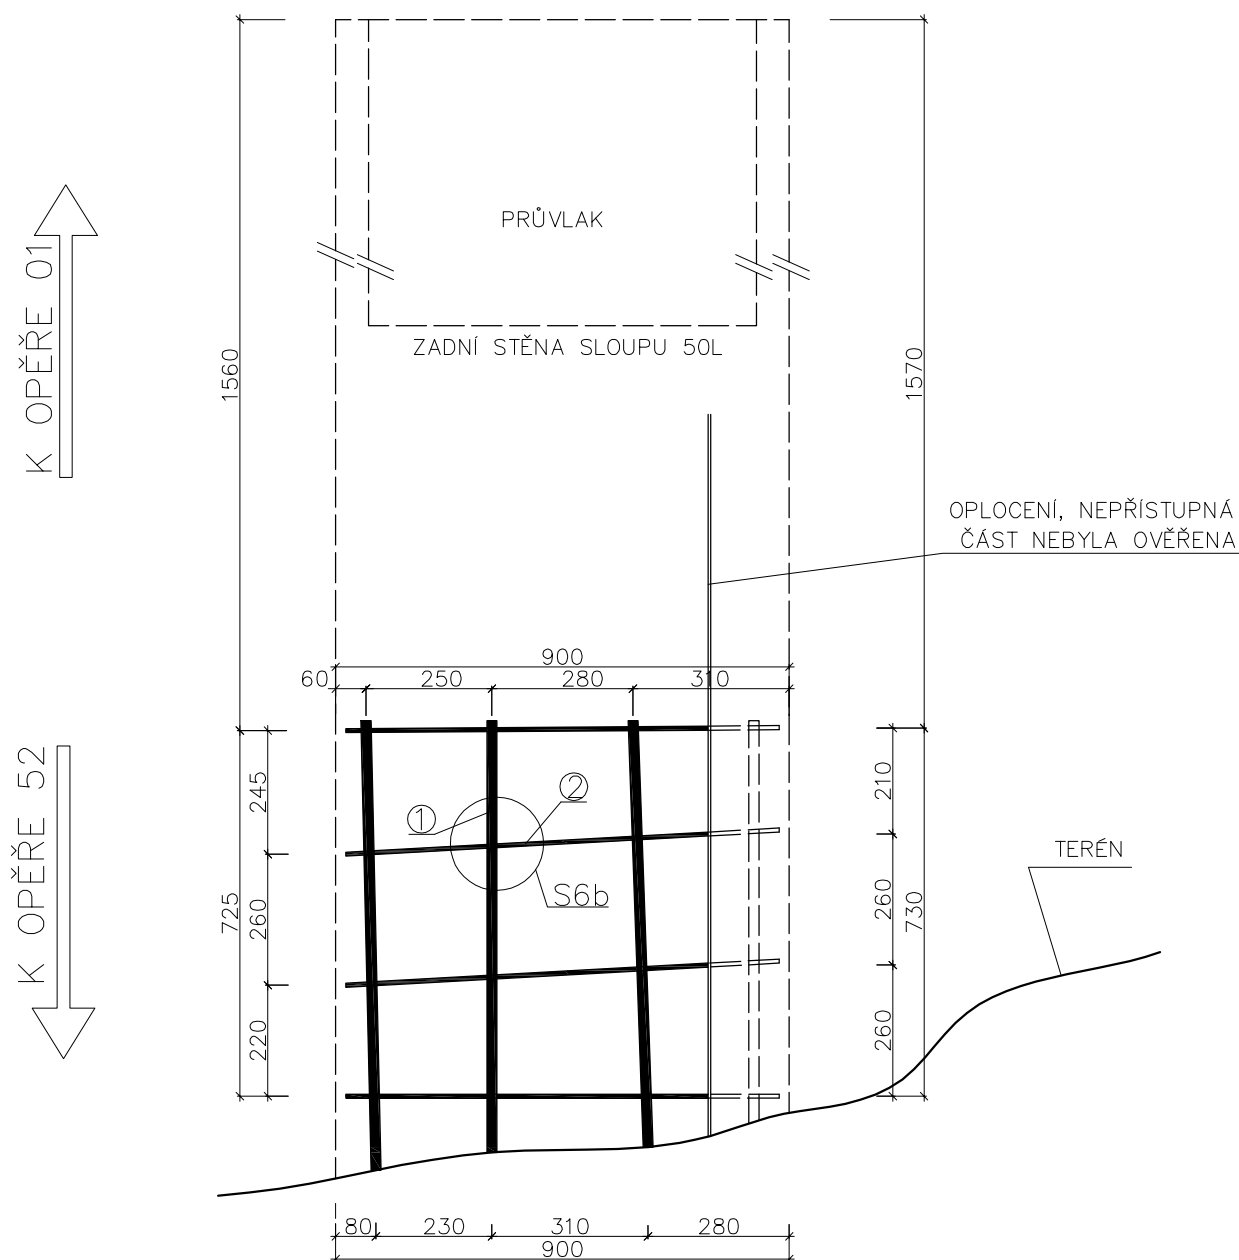 PRŮVLAK
K OPĚŘE 01
ZADNÍ STĚNA SLOUPU 50L
1560
1570
OPLOCENÍ, NEPŘÍSTUPNÁ
ČÁST NEBYLA OVĚŘENA
900
60
250
280
310
K OPĚŘE 52
245
210
1
2
TERÉN
S6b
725
260
260
730
220
260
80
230
310
280
900